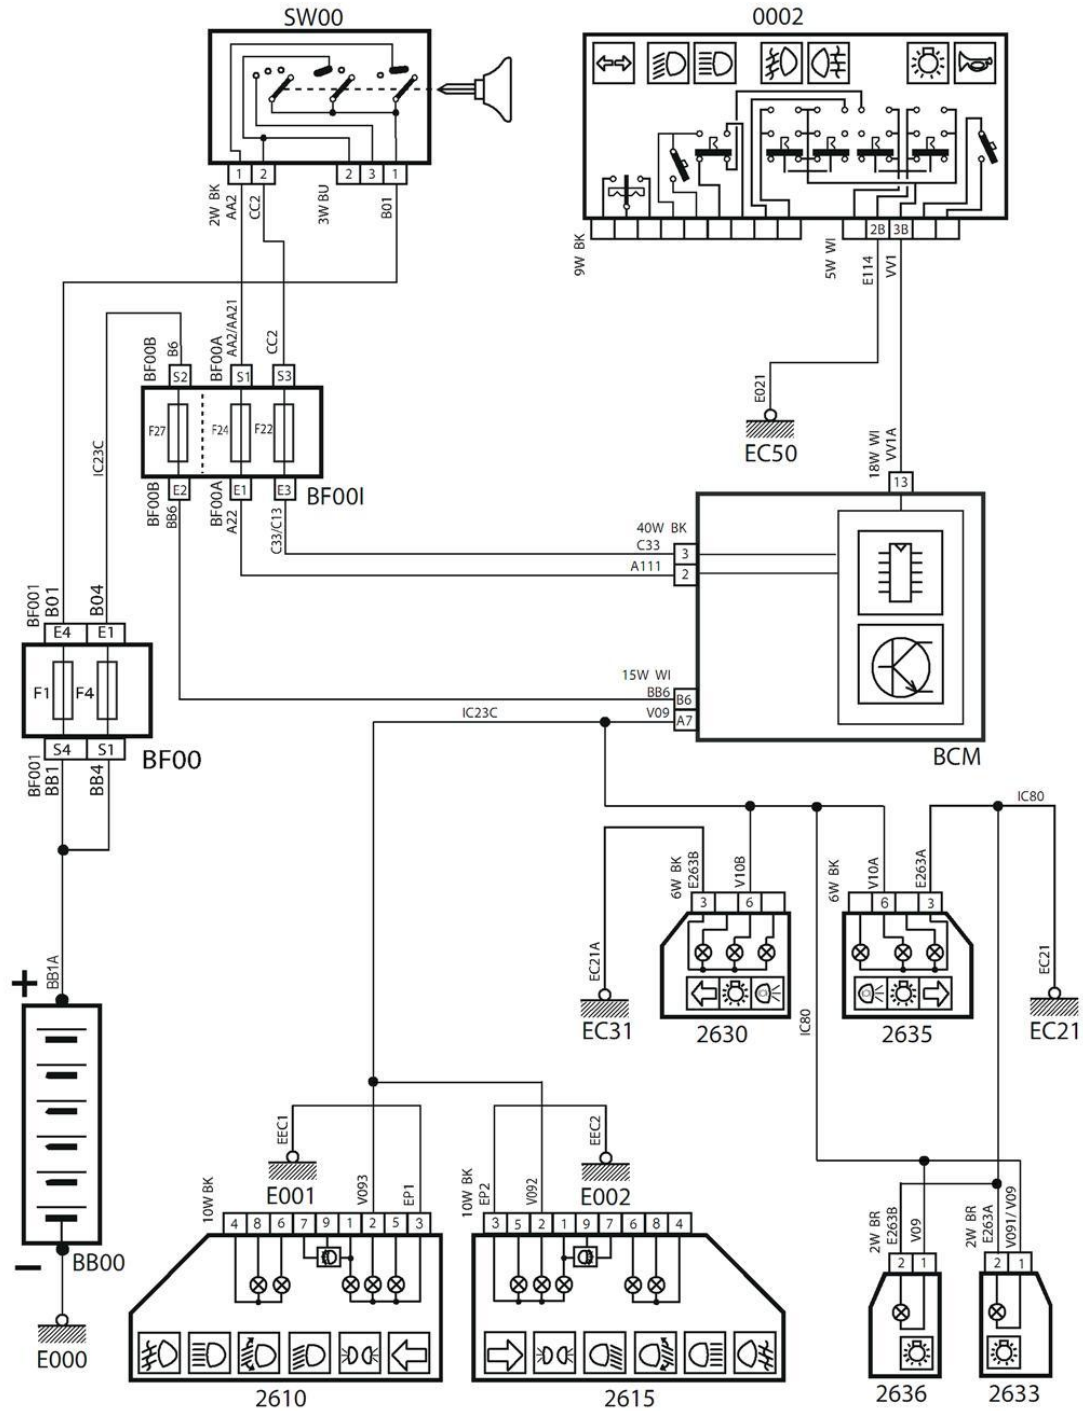 SW00
0002
1 2 2 3 1
2W BK
AA2
CC2
3W BU
B01
2B 3B
9W BK
5W WI
E114
VV1
BF00B
B6
BF00A
AA2/AA21
CC2
S2 S1 S3
F27 F24 F22
E2 E1 E3
BF00I
BF00B
BB6
BF00A
A22
C33/C13
IC23C
E021
EC50
18W WI
VV1A
13
40W BK
C33 3
A111 2
15W WI
BB6 B6
V09 A7
IC23C
BCM
BF001
B01
B04
E4 E1
F1 F4
S4 S1
BF00
BF001
BB1
BB4
IC80
6W BK
E263B
V10B
6W BK
V10A
E263A
3 6 6 3
EC21A
EC31
2630
2635
EC21
EC21
IC80
BB1A
+
−
BB00
E000
EEC1
E001
V093
EP1
10W BK
4 8 6 7 9 1 2 5 3
2610
10W BK
EP2
V092
EEC2
E002
3 5 2 1 9 7 6 8 4
2615
2W BR
E263B
V09
2 1
2636
2W BR
E263A
V091/ V09
2 1
2633